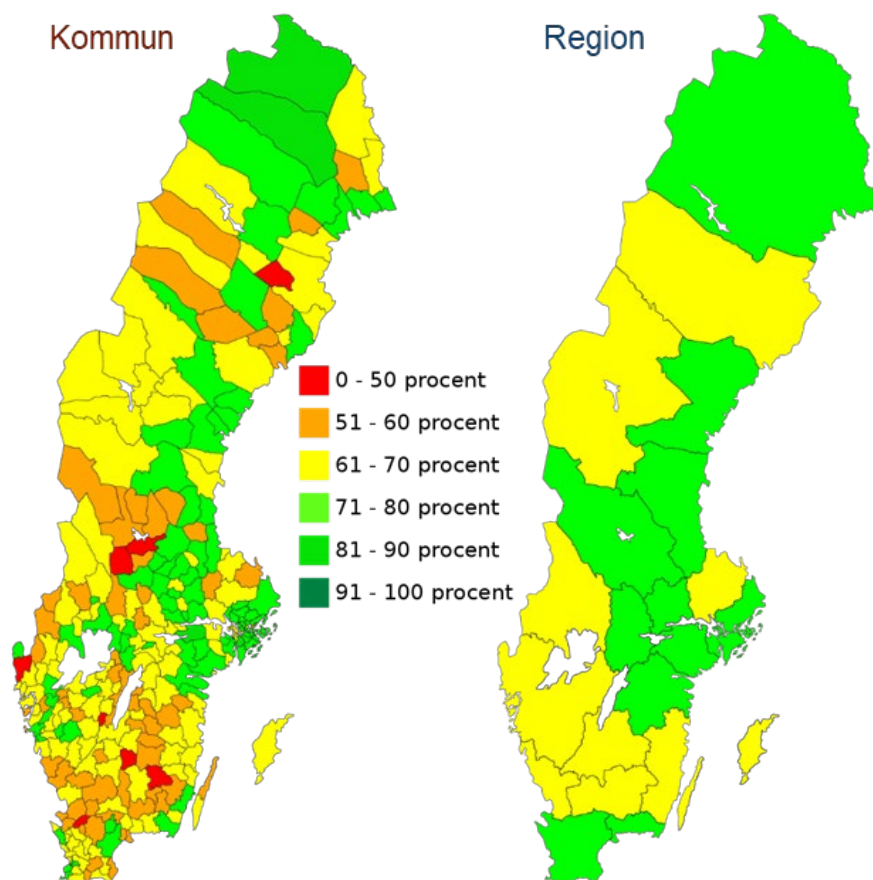 Kommun
Region
0 - 50 procent
51 - 60 procent
61 - 70 procent
71 - 80 procent
81 - 90 procent
91 - 100 procent